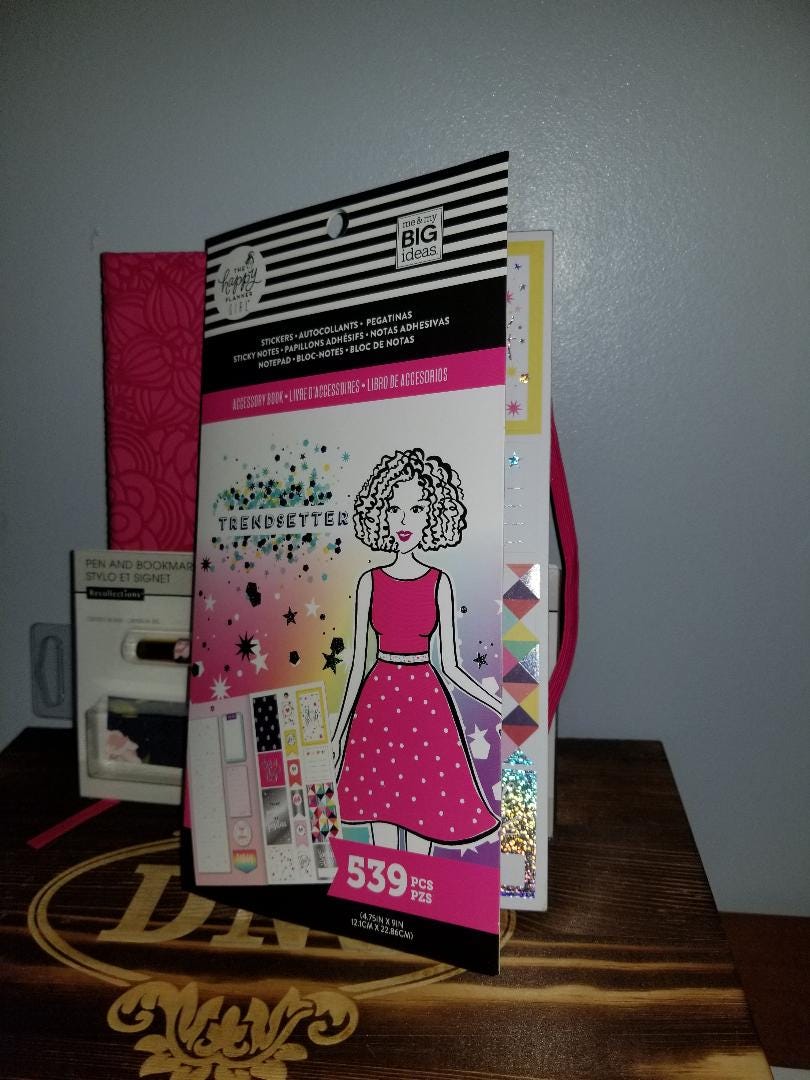 me & my
BIG
ideas.
THE
happy
PLANNER
GIRL
STICKERS • AUTOCOLLANTS • PEGATINAS
STICKY NOTES • PAPILLONS ADHÉSIFS • NOTAS ADHESIVAS
NOTEPAD • BLOC-NOTES • BLOC DE NOTAS
ACCESSORY BOOK • LIVRE D'ACCESSOIRES • LIBRO DE ACCESORIOS
TRENDSETTER
PEN AND BOOKMAR
STYLO ET SIGNET
Recollections
539 PCS
PZS
(4.75IN X 9IN
12.1CM X 22.86CM)